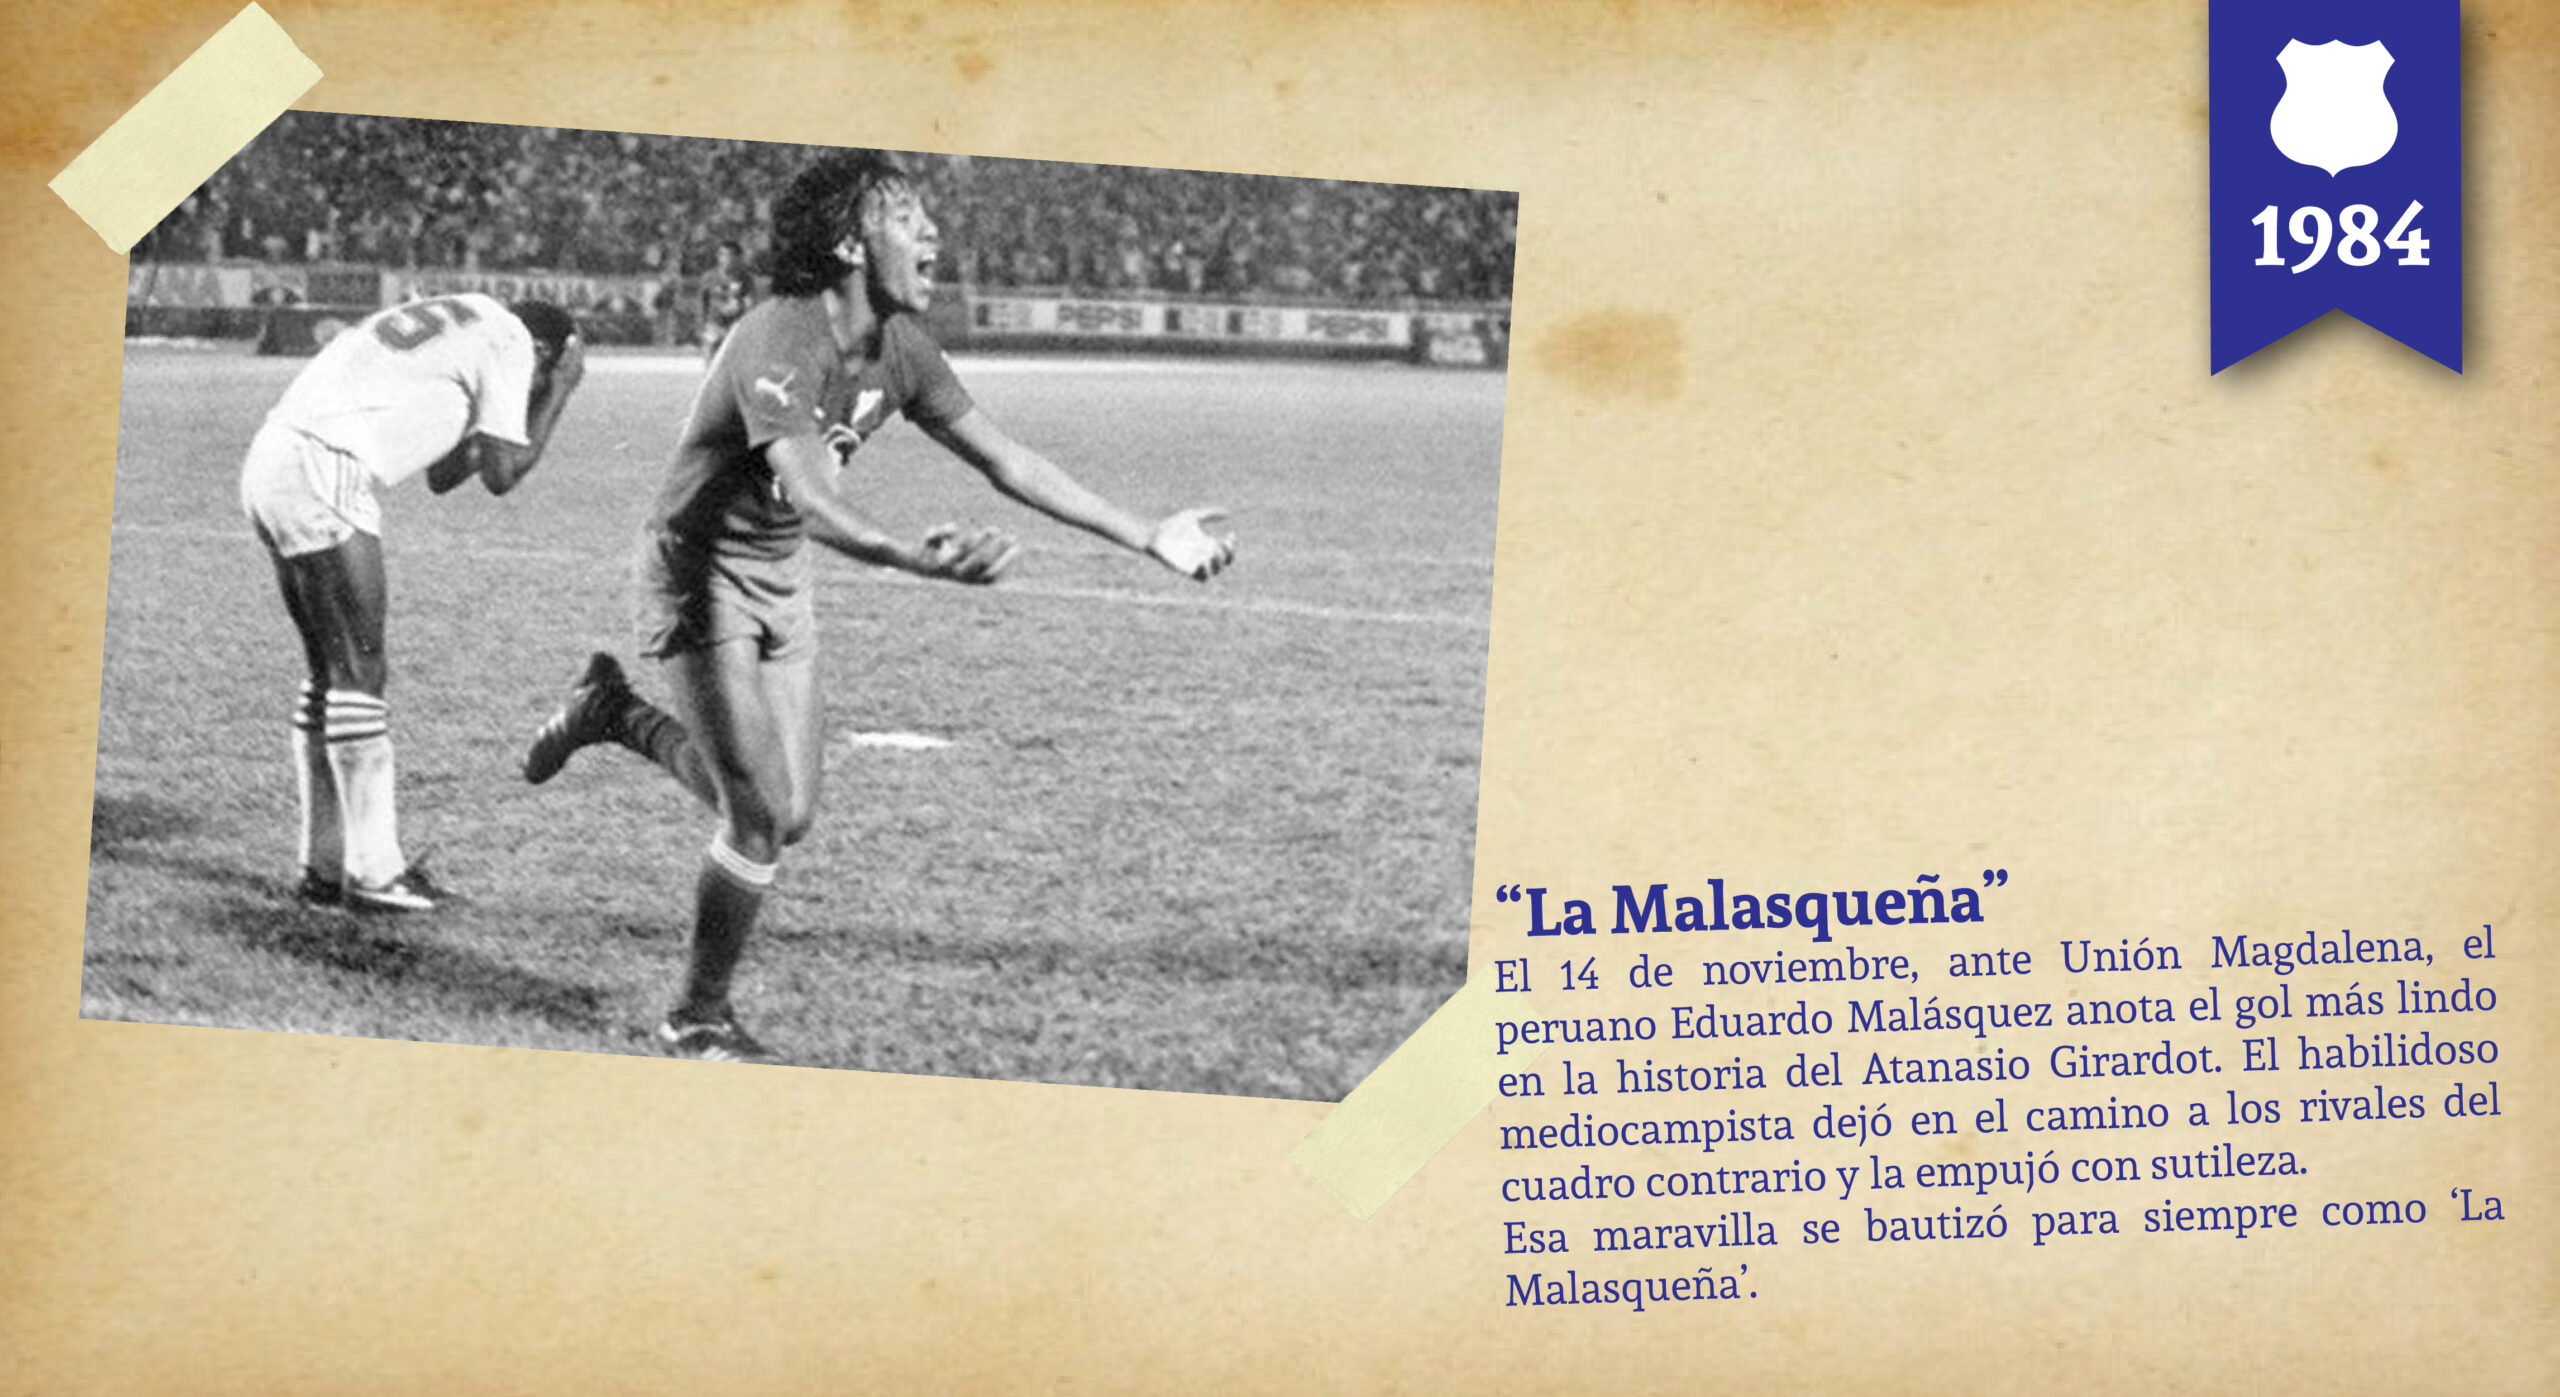 1984
5
PEPSI
PEPSI
“La Malasqueña”
El 14 de noviembre, ante Unión Magdalena, el
peruano Eduardo Malásquez anota el gol más lindo
en la historia del Atanasio Girardot. El habilidoso
mediocampista dejó en el camino a los rivales del
cuadro contrario y la empujó con sutileza.
Esa maravilla se bautizó para siempre como ‘La
Malasqueña’.